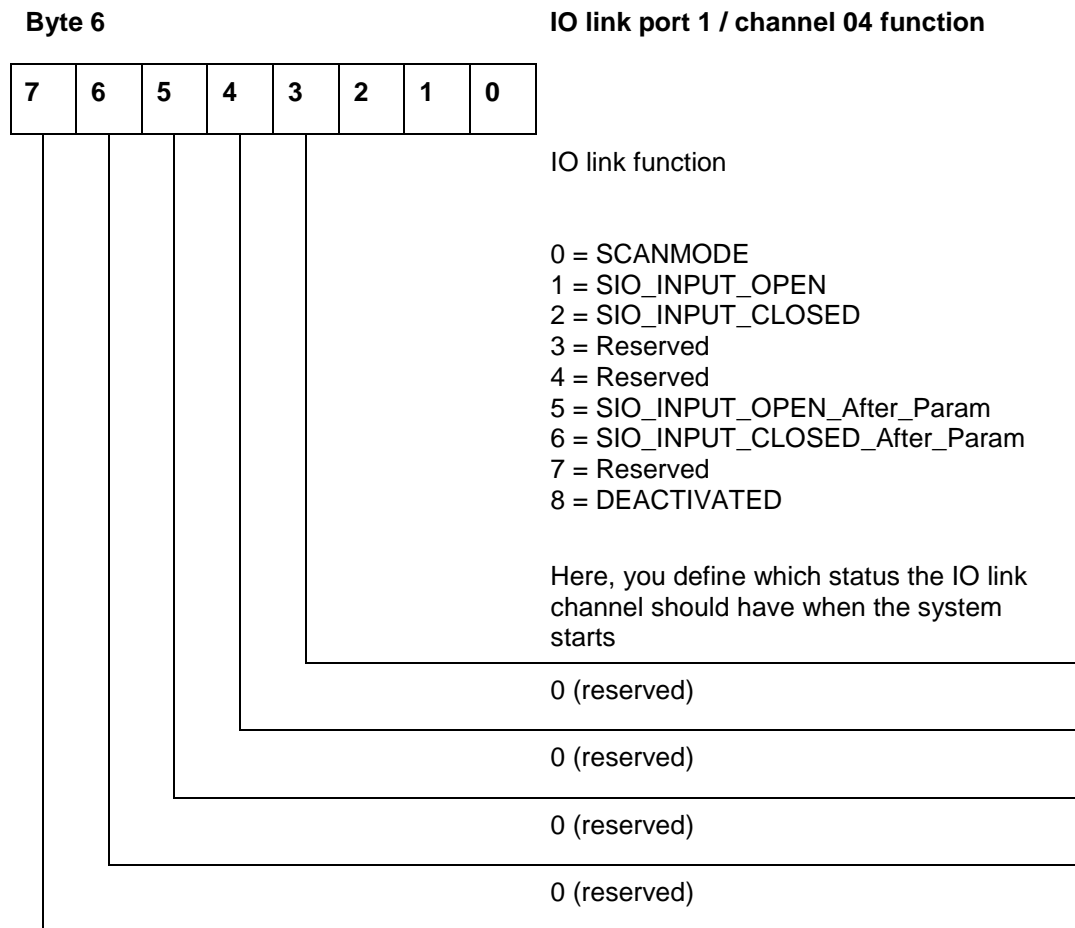 Byte 6
IO link port 1 / channel 04 function
7 6 5 4 3 2 1 0
IO link function
0 = SCANMODE
1 = SIO_INPUT_OPEN
2 = SIO_INPUT_CLOSED
3 = Reserved
4 = Reserved
5 = SIO_INPUT_OPEN_After_Param
6 = SIO_INPUT_CLOSED_After_Param
7 = Reserved
8 = DEACTIVATED
Here, you define which status the IO link
channel should have when the system
starts
0 (reserved)
0 (reserved)
0 (reserved)
0 (reserved)